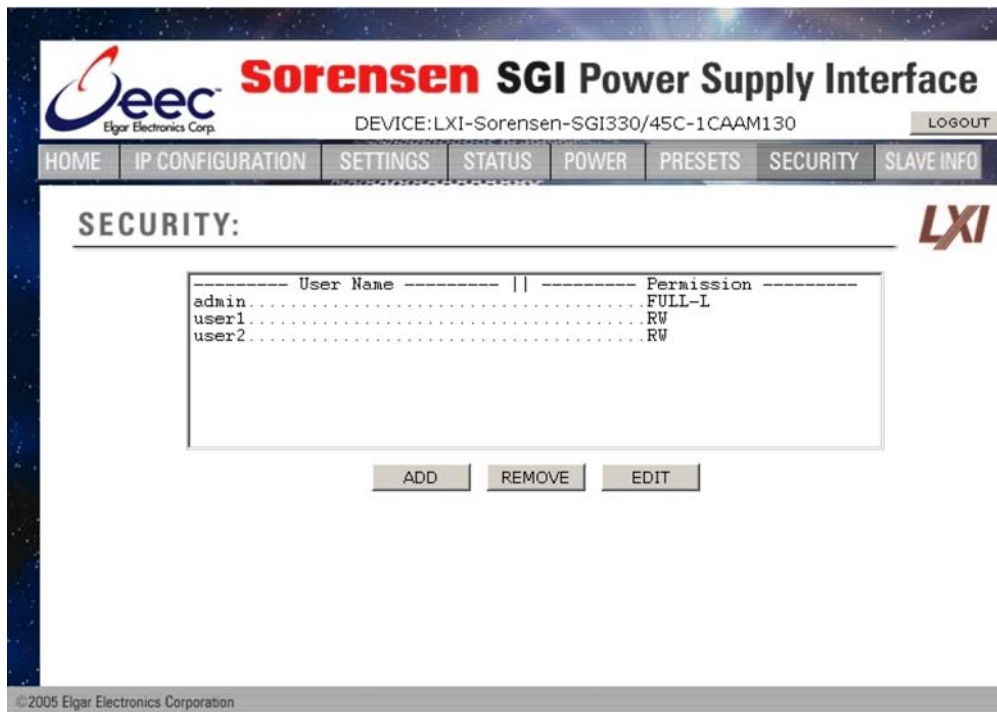 eec™
Elgar Electronics Corp.
Sorensen SGI Power Supply Interface
DEVICE:LXI-Sorensen-SGI330/45C-1CAAM130
LOGOUT
HOME IP CONFIGURATION SETTINGS STATUS POWER PRESETS SECURITY SLAVE INFO
SECURITY:
LXI
--------- User Name --------- || --------- Permission ---------
admin......................................FULL-L
user1......................................RW
user2......................................RW
ADD REMOVE EDIT
©2005 Elgar Electronics Corporation